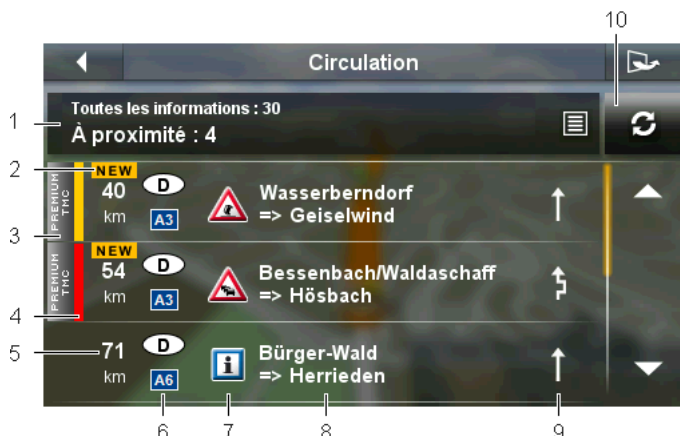 10
Circulation
Toutes les informations : 30
À proximité : 4
1
2
NEW
40
km
D
A3
Wasserberndorf
=> Geiselwind
PREMIUM
TMC
3
NEW
54
km
D
A3
Bessenbach/Waldaschaff
=> Hösbach
PREMIUM
TMC
4
5
71
km
D
A6
i
Bürger-Wald
=> Herrieden
6
7
8
9